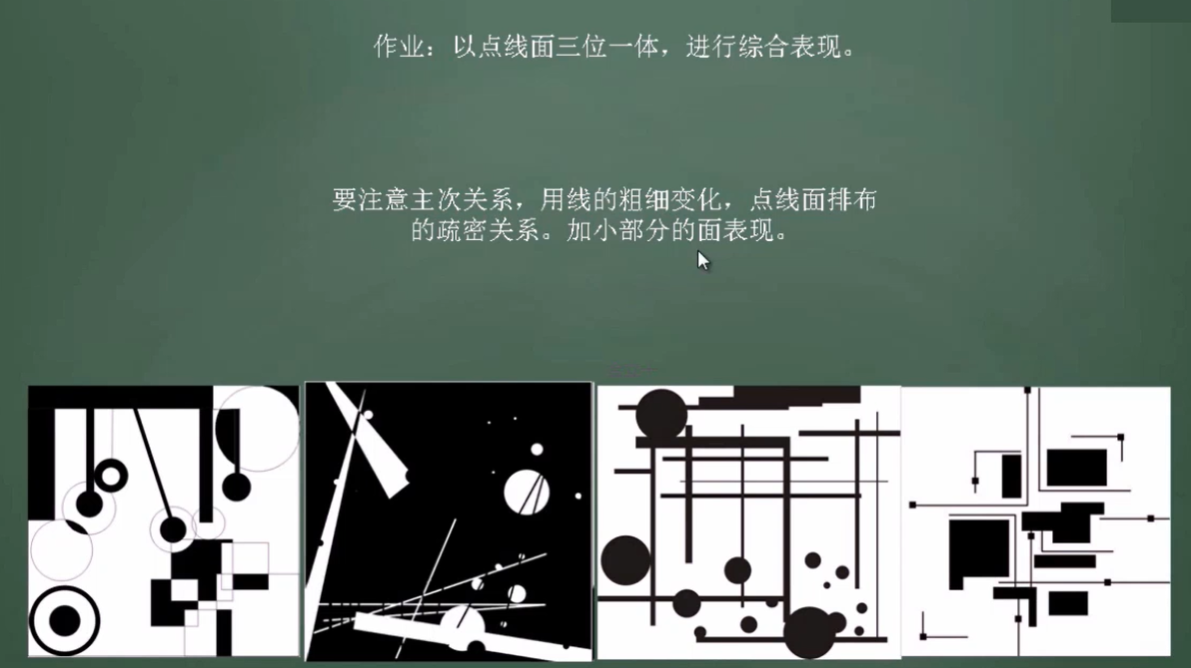 作业：以点线面三位一体，进行综合表现。
要注意主次关系，用线的粗细变化，点线面排布
的疏密关系。加小部分的面表现。